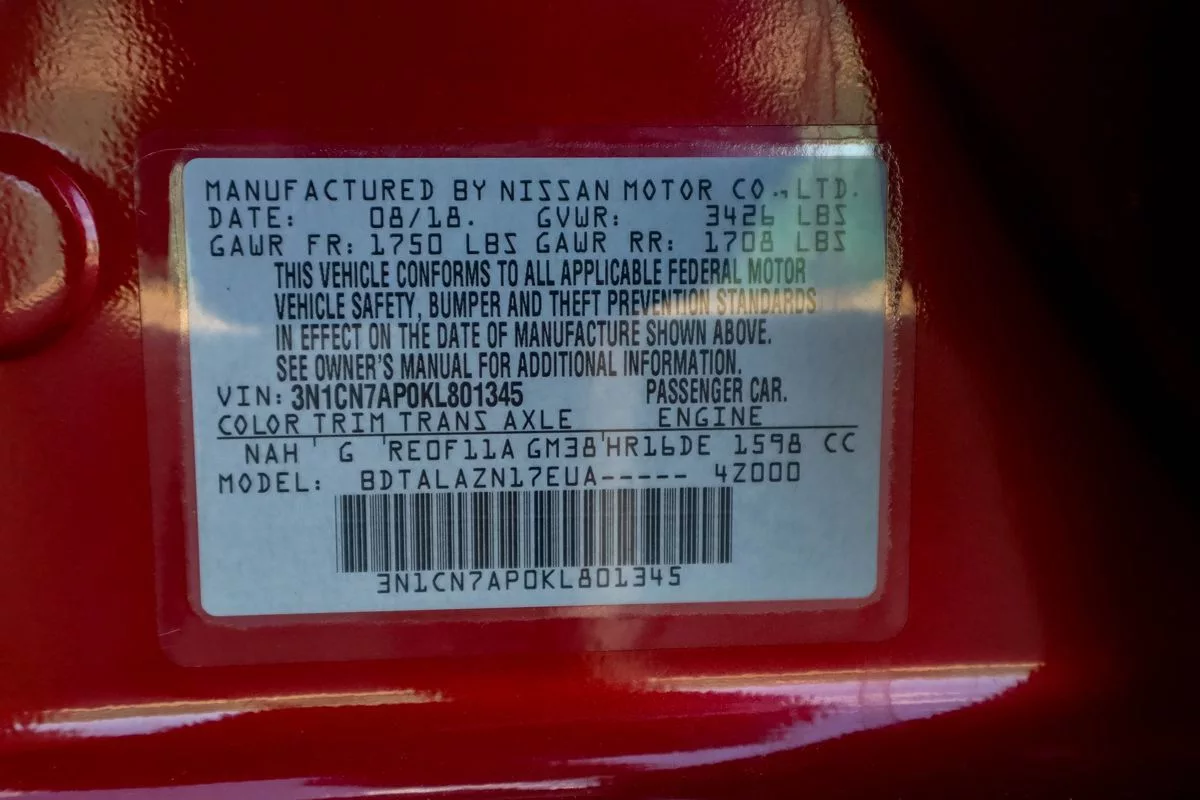 MANUFACTURED BY NISSAN MOTOR CO., LTD.
DATE: 08/18. GVWR: 3426 LBS
GAWR FR: 1750 LBS GAWR RR: 1708 LBS
THIS VEHICLE CONFORMS TO ALL APPLICABLE FEDERAL MOTOR
VEHICLE SAFETY, BUMPER AND THEFT PREVENTION STANDARDS
IN EFFECT ON THE DATE OF MANUFACTURE SHOWN ABOVE.
SEE OWNER'S MANUAL FOR ADDITIONAL INFORMATION.
VIN: 3N1CN7AP0KL801345 PASSENGER CAR.
COLOR TRIM TRANS AXLE ENGINE
NAH G RE0F11A GM38 HR16DE 1598 CC
MODEL: BDTALAZN17EUA----- 4Z000
3N1CN7AP0KL801345